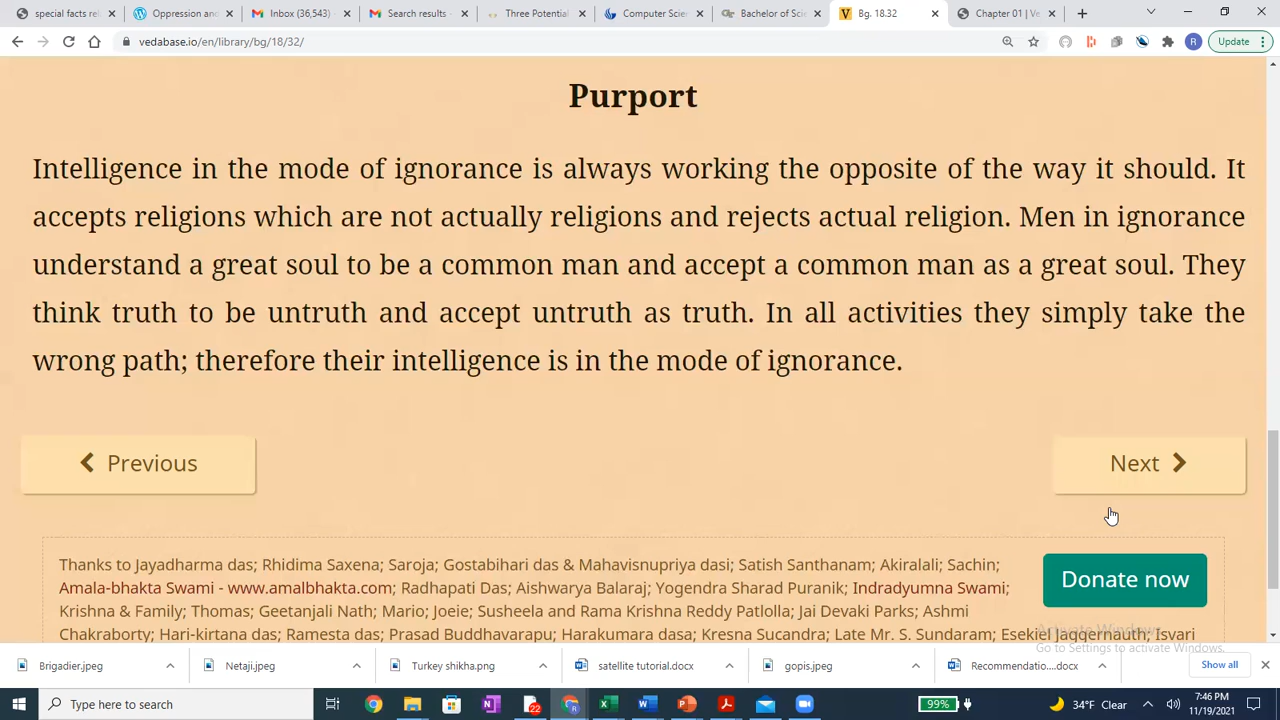 special facts rel
Oppression and
Inbox (36,543)
Search results -
Three Potential
Computer Scie
Bachelor of Sci
Bg. 18.32
Chapter 01 | Ve
vedabase.io/en/library/bg/18/32/
R
Update
Purport
Intelligence in the mode of ignorance is always working the opposite of the way it should. It
accepts religions which are not actually religions and rejects actual religion. Men in ignorance
understand a great soul to be a common man and accept a common man as a great soul. They
think truth to be untruth and accept untruth as truth. In all activities they simply take the
wrong path; therefore their intelligence is in the mode of ignorance.
Previous
Next
Thanks to Jayadharma das; Rhidima Saxena; Saroja; Gostabihari das & Mahavisnupriya dasi; Satish Santhanam; Akiralali; Sachin;
Amala-bhakta Swami - www.amalbhakta.com; Radhapati Das; Aishwarya Balaraj; Yogendra Sharad Puranik; Indradyumna Swami;
Krishna & Family; Thomas; Geetanjali Nath; Mario; Joeie; Susheela and Rama Krishna Reddy Patlolla; Jai Devaki Parks; Ashmi
Chakraborty; Hari-kirtana das; Ramesta das; Prasad Buddhavarapu; Harakumara dasa; Kresna Sucandra; Late Mr. S. Sundaram; Esekiel Jaggernauth; Isvari
Donate now
Activate Windows
Go to Settings to activate Windows.
Brigadier.jpeg
Netaji.jpeg
Turkey shikha.png
satellite tutorial.docx
gopis.jpeg
Recommendatio....docx
Show all
Type here to search
22
99%
34°F Clear
7:46 PM
11/19/2021